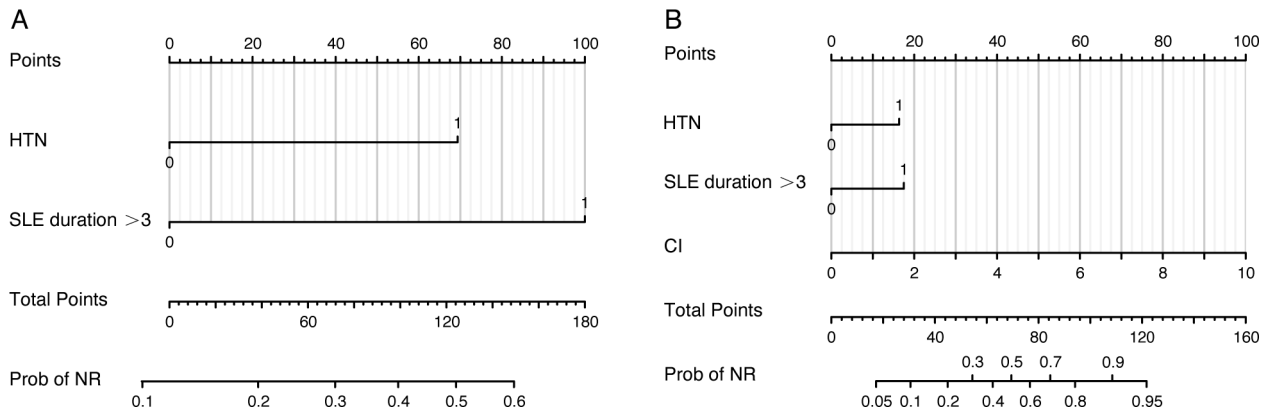 A
0 20 40 60 80 100
Points
1
HTN
0
1
SLE duration >3
0
Total Points
0 60 120 180
Prob of NR
0.1 0.2 0.3 0.4 0.5 0.6
B
0 20 40 60 80 100
Points
1
HTN
0
1
SLE duration >3
0
CI
0 2 4 6 8 10
Total Points
0 40 80 120 160
0.3 0.5 0.7 0.9
Prob of NR
0.05 0.1 0.2 0.4 0.6 0.8 0.95